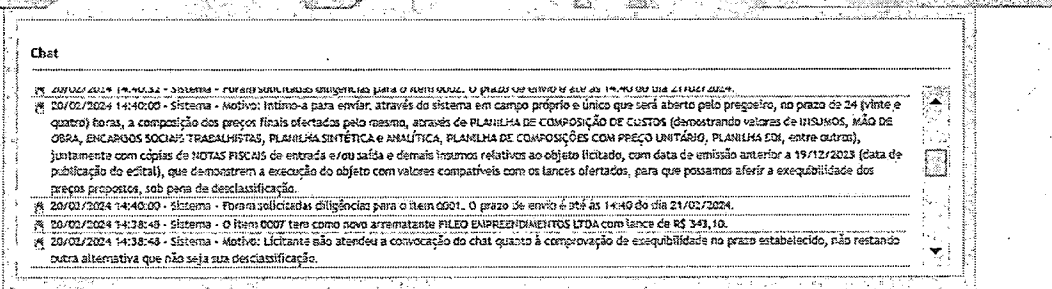 Chat
20/02/2024 14:40:32 - Sistema - Foram solicitadas diligências para o item 0002. O prazo de envio é até às 14:40 do dia 21/02/2024.
20/02/2024 14:40:00 - Sistema - Motivo: Intimo-a para enviar, através do sistema em campo próprio e único que será aberto pelo pregoeiro, no prazo de 24 (vinte e
quatro) horas, a composição dos preços finais ofertados pelo mesmo, através de PLANILHA DE COMPOSIÇÃO DE CUSTOS (demostrando valores de INSUMOS, MÃO DE
OBRA, ENCARGOS SOCIAIS TRABALHISTAS, PLANILHA SINTÉTICA e ANALÍTICA, PLANILHA DE COMPOSIÇÕES COM PREÇO UNITÁRIO, PLANILHA BDI, entre outras),
juntamente com cópias de NOTAS FISCAIS de entrada e/ou saída e demais insumos relativos ao objeto licitado, com data de emissão anterior a 19/12/2023 (data de
publicação do edital), que demonstrem a execução do objeto com valores compatíveis com os lances ofertados, para que possamos aferir a exequibilidade dos
preços propostos, sob pena de desclassificação.
20/02/2024 14:40:00 - Sistema - Foram solicitadas diligências para o item 0001. O prazo de envio é até às 14:40 do dia 21/02/2024.
20/02/2024 14:38:48 - Sistema - O item 0007 tem como novo arrematante FILEO EMPREENDIMENTOS LTDA com lance de R$ 343,10.
20/02/2024 14:38:48 - Sistema - Motivo: Licitante não atendeu a convocação do chat quanto à comprovação de exequibilidade no prazo estabelecido, não restando
outra alternativa que não seja sua desclassificação.